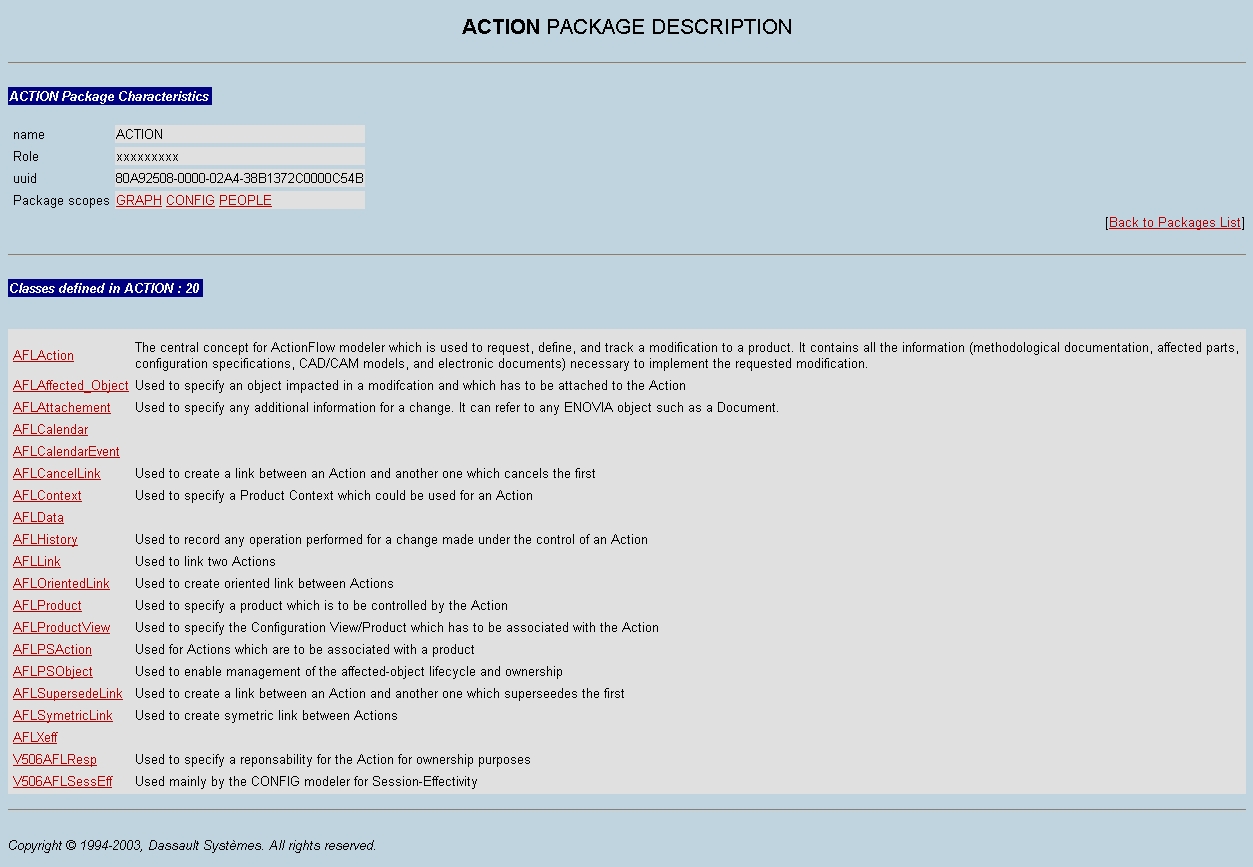 ACTION PACKAGE DESCRIPTION
ACTION Package Characteristics
name ACTION
Role xxxxxxxxx
uuid 80A92508-0000-02A4-38B1372C0000C54B
Package scopes GRAPH CONFIG PEOPLE
[Back to Packages List]
Classes defined in ACTION : 20
AFLAction The central concept for ActionFlow modeler which is used to request, define, and track a modification to a product. It contains all the information (methodological documentation, affected parts,
configuration specifications, CAD/CAM models, and electronic documents) necessary to implement the requested modification.
AFLAffected_Object Used to specify an object impacted in a modifcation and which has to be attached to the Action
AFLAttachement Used to specify any additional information for a change. It can refer to any ENOVIA object such as a Document.
AFLCalendar
AFLCalendarEvent
AFLCancelLink Used to create a link between an Action and another one which cancels the first
AFLContext Used to specify a Product Context which could be used for an Action
AFLData
AFLHistory Used to record any operation performed for a change made under the control of an Action
AFLLink Used to link two Actions
AFLOrientedLink Used to create oriented link between Actions
AFLProduct Used to specify a product which is to be controlled by the Action
AFLProductView Used to specify the Configuration View/Product which has to be associated with the Action
AFLPSAction Used for Actions which are to be associated with a product
AFLPSObject Used to enable management of the affected-object lifecycle and ownership
AFLSupersedeLink Used to create a link between an Action and another one which superseedes the first
AFLSymetricLink Used to create symetric link between Actions
AFLXeff
V506AFLResp Used to specify a reponsability for the Action for ownership purposes
V506AFLSessEff Used mainly by the CONFIG modeler for Session-Effectivity
Copyright © 1994-2003, Dassault Systèmes. All rights reserved.